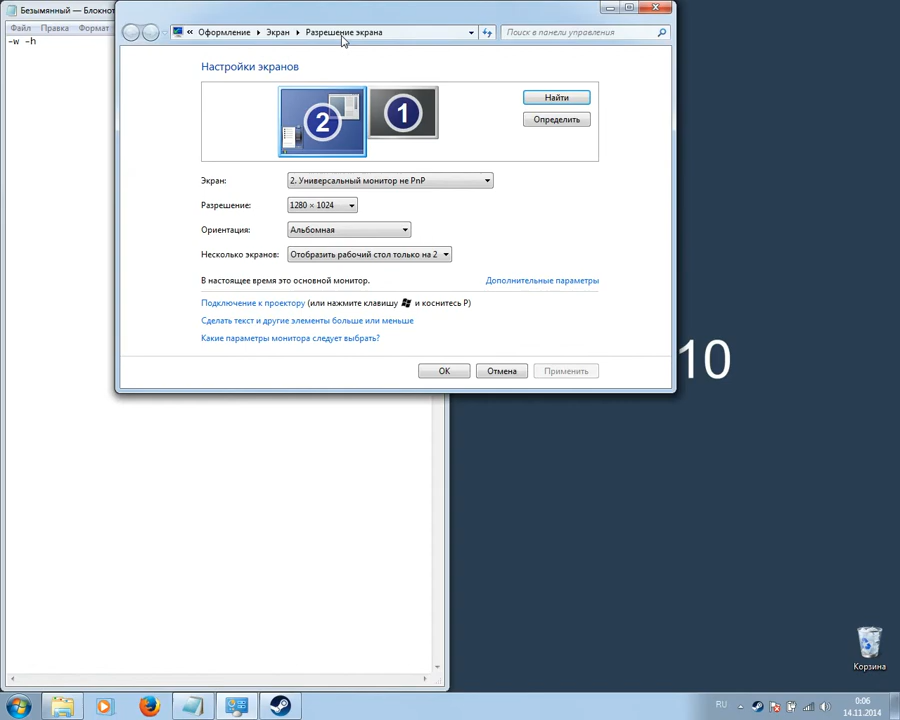 Безымянный — Блокнот
Файл Правка Формат
-w -h
« Оформление Экран Разрешение экрана
Поиск в панели управления
Настройки экранов
2
1
Найти
Определить
Экран: 2. Универсальный монитор не PnP
Разрешение: 1280 × 1024
Ориентация: Альбомная
Несколько экранов: Отобразить рабочий стол только на 2
В настоящее время это основной монитор.
Дополнительные параметры
Подключение к проектору (или нажмите клавишу и коснитесь P)
Сделать текст и другие элементы больше или меньше
Какие параметры монитора следует выбрать?
ОК Отмена Применить
10
Корзина
RU
0:06
14.11.2014